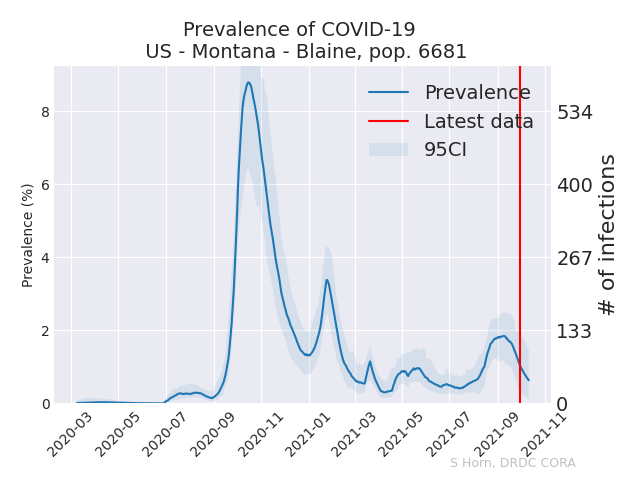 Prevalence of COVID-19
US - Montana - Blaine, pop. 6681
Prevalence
Latest data
95CI
Prevalence (%)
8
6
4
2
0
534
400
267
133
0
# of infections
2020-03
2020-05
2020-07
2020-09
2020-11
2021-01
2021-03
2021-05
2021-07
2021-09
2021-11
S Horn, DRDC CORA